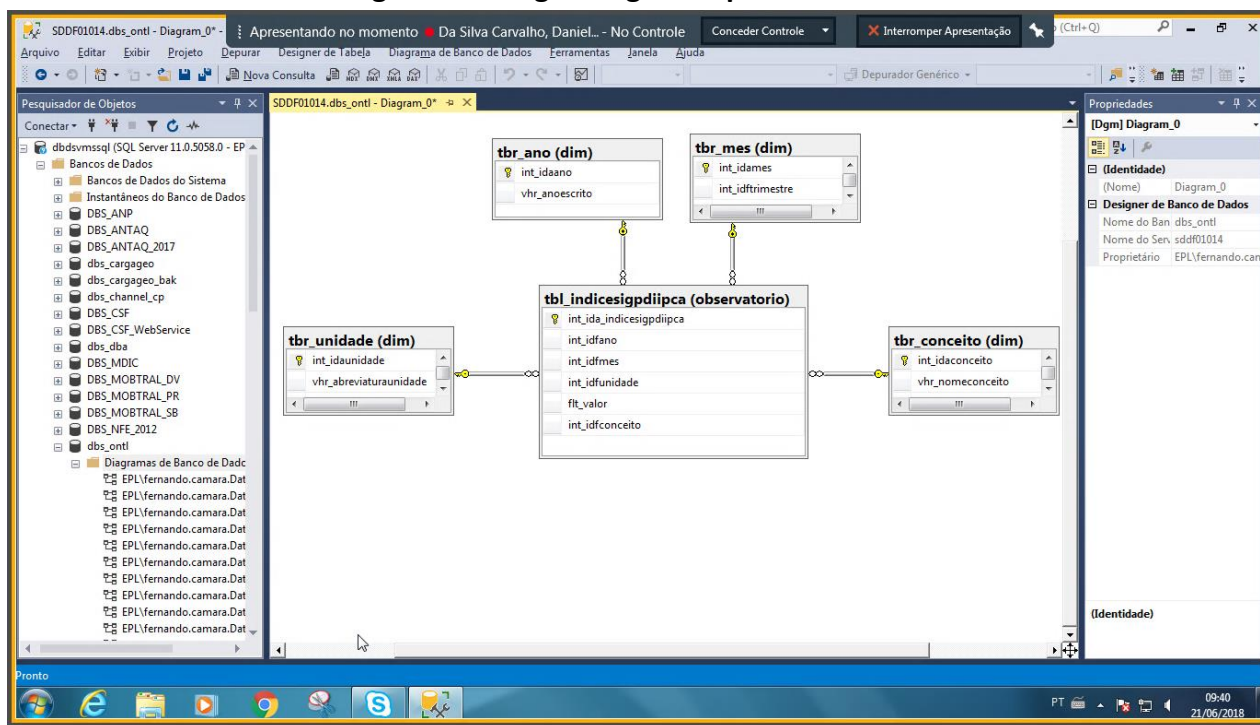 SDDF01014.dbs_ontl - Diagram_0* -
Apresentando no momento Da Silva Carvalho, Daniel... - No Controle
Conceder Controle
Interromper Apresentação
(Ctrl+Q)
Arquivo Editar Exibir Projeto Depurar Designer de Tabela Diagrama de Banco de Dados Ferramentas Janela Ajuda
Nova Consulta
Depurador Genérico
Pesquisador de Objetos
Conectar
dbdsvmssql (SQL Server 11.0.5058.0 - EP
Bancos de Dados
Bancos de Dados do Sistema
Instantâneos do Banco de Dados
DBS_ANP
DBS_ANTAQ
DBS_ANTAQ_2017
dbs_cargageo
dbs_cargageo_bak
dbs_channel_cp
DBS_CSF
DBS_CSF_WebService
dbs_dba
DBS_MDIC
DBS_MOBTRAL_DV
DBS_MOBTRAL_PR
DBS_MOBTRAL_SB
DBS_NFE_2012
dbs_ontl
Diagramas de Banco de Dado
EPL\fernando.camara.Dat
EPL\fernando.camara.Dat
EPL\fernando.camara.Dat
EPL\fernando.camara.Dat
EPL\fernando.camara.Dat
EPL\fernando.camara.Dat
EPL\fernando.camara.Dat
EPL\fernando.camara.Dat
EPL\fernando.camara.Dat
EPL\fernando.camara.Dat
SDDF01014.dbs_ontl - Diagram_0*
tbr_ano (dim)
int_idaano
vhr_anoescrito
tbr_mes (dim)
int_idames
int_idftrimestre
tbl_indicesigpdiipca (observatorio)
int_ida_indicesigpdiipca
int_idfano
int_idfmes
int_idfunidade
flt_valor
int_idfconceito
tbr_unidade (dim)
int_idaunidade
vhr_abreviaturaunidade
tbr_conceito (dim)
int_idaconceito
vhr_nomeconceito
Propriedades
[Dgm] Diagram_0
(Identidade)
(Nome) Diagram_0
Designer de Banco de Dados
Nome do Ban dbs_ontl
Nome do Serv sddf01014
Proprietário EPL\fernando.can
(Identidade)
Pronto
PT
09:40
21/06/2018